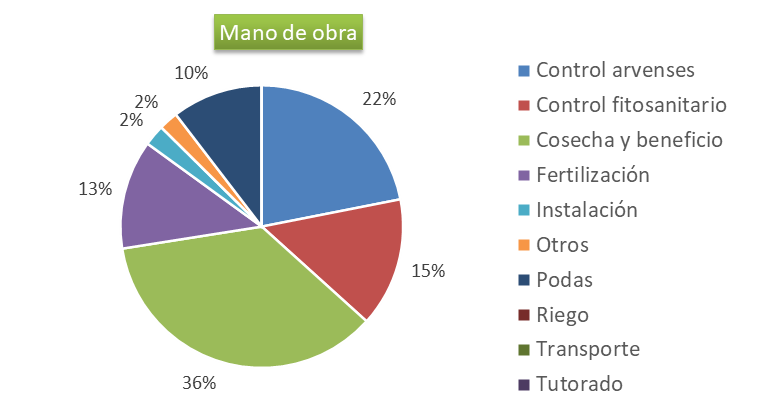 Mano de obra
10%
22%
2%
2%
13%
15%
36%
Control arvenses
Control fitosanitario
Cosecha y beneficio
Fertilización
Instalación
Otros
Podas
Riego
Transporte
Tutorado